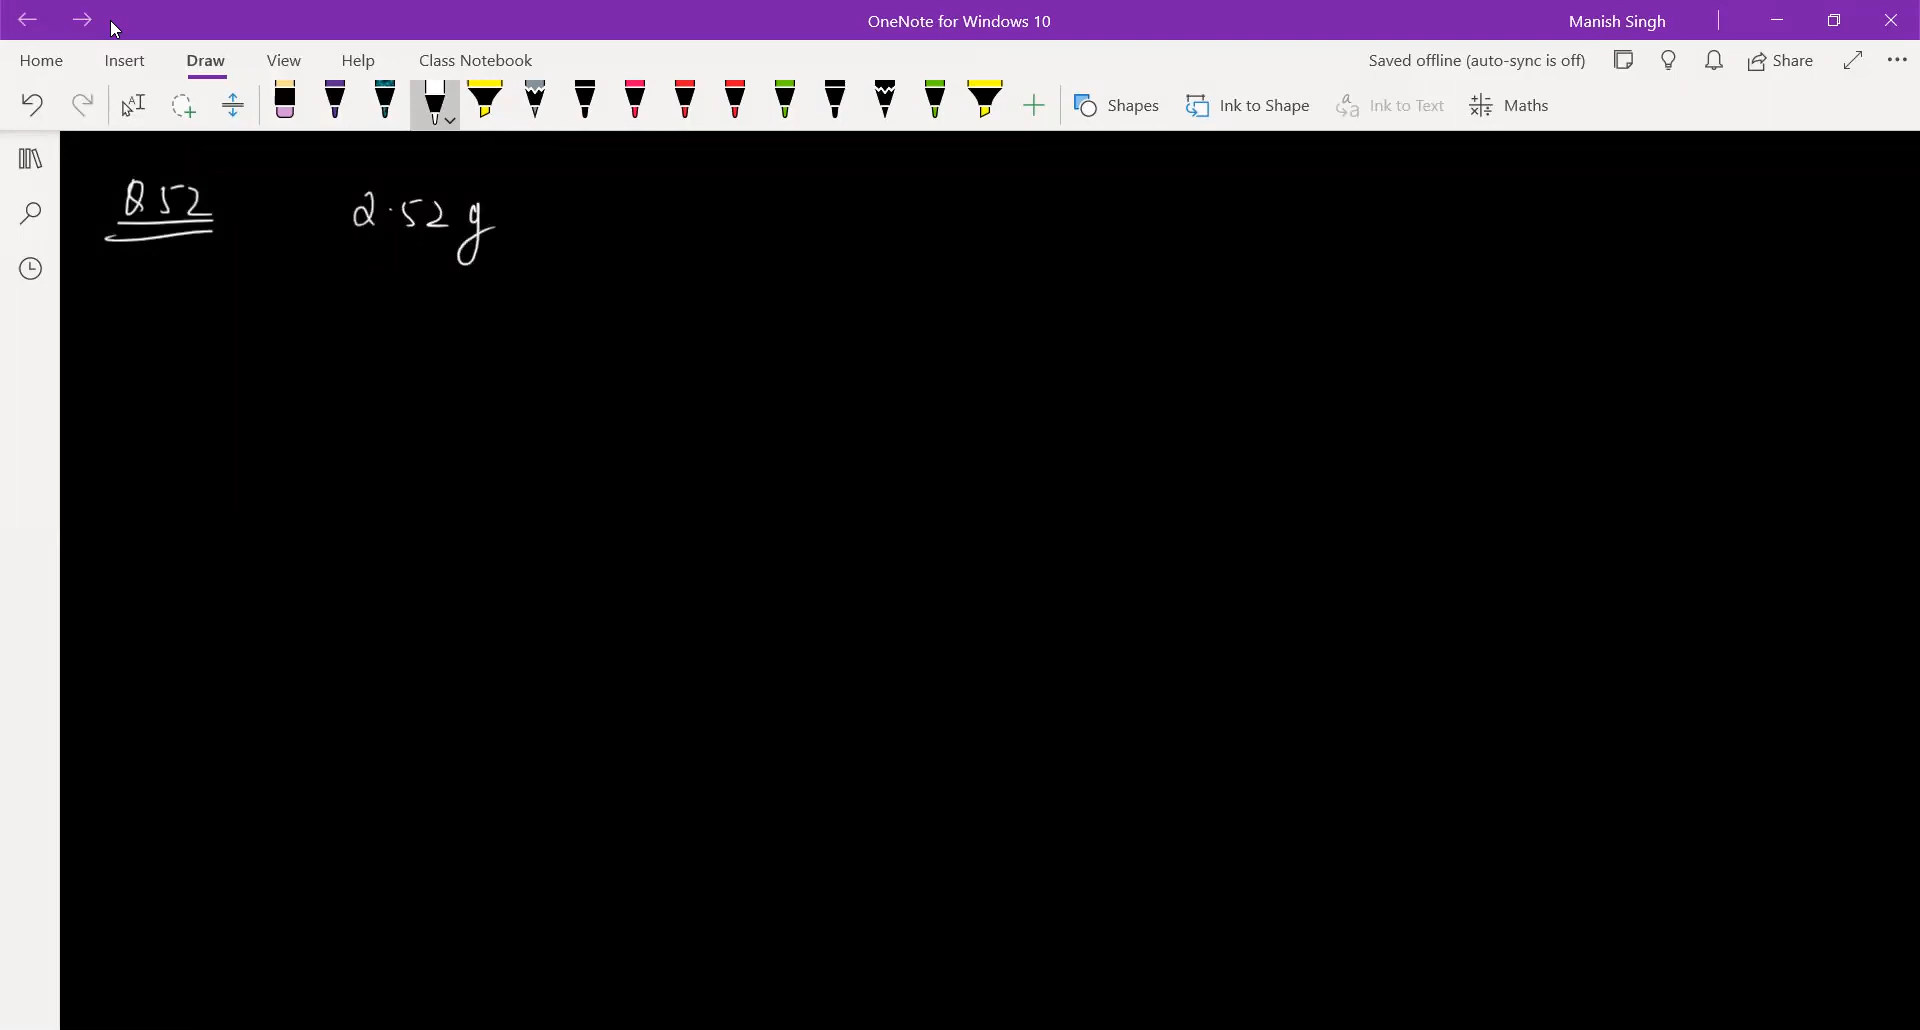 OneNote for Windows 10
Manish Singh
Home Insert Draw View Help Class Notebook
Saved offline (auto-sync is off) Share
Shapes Ink to Shape Ink to Text Maths
Q 52 2.52 g